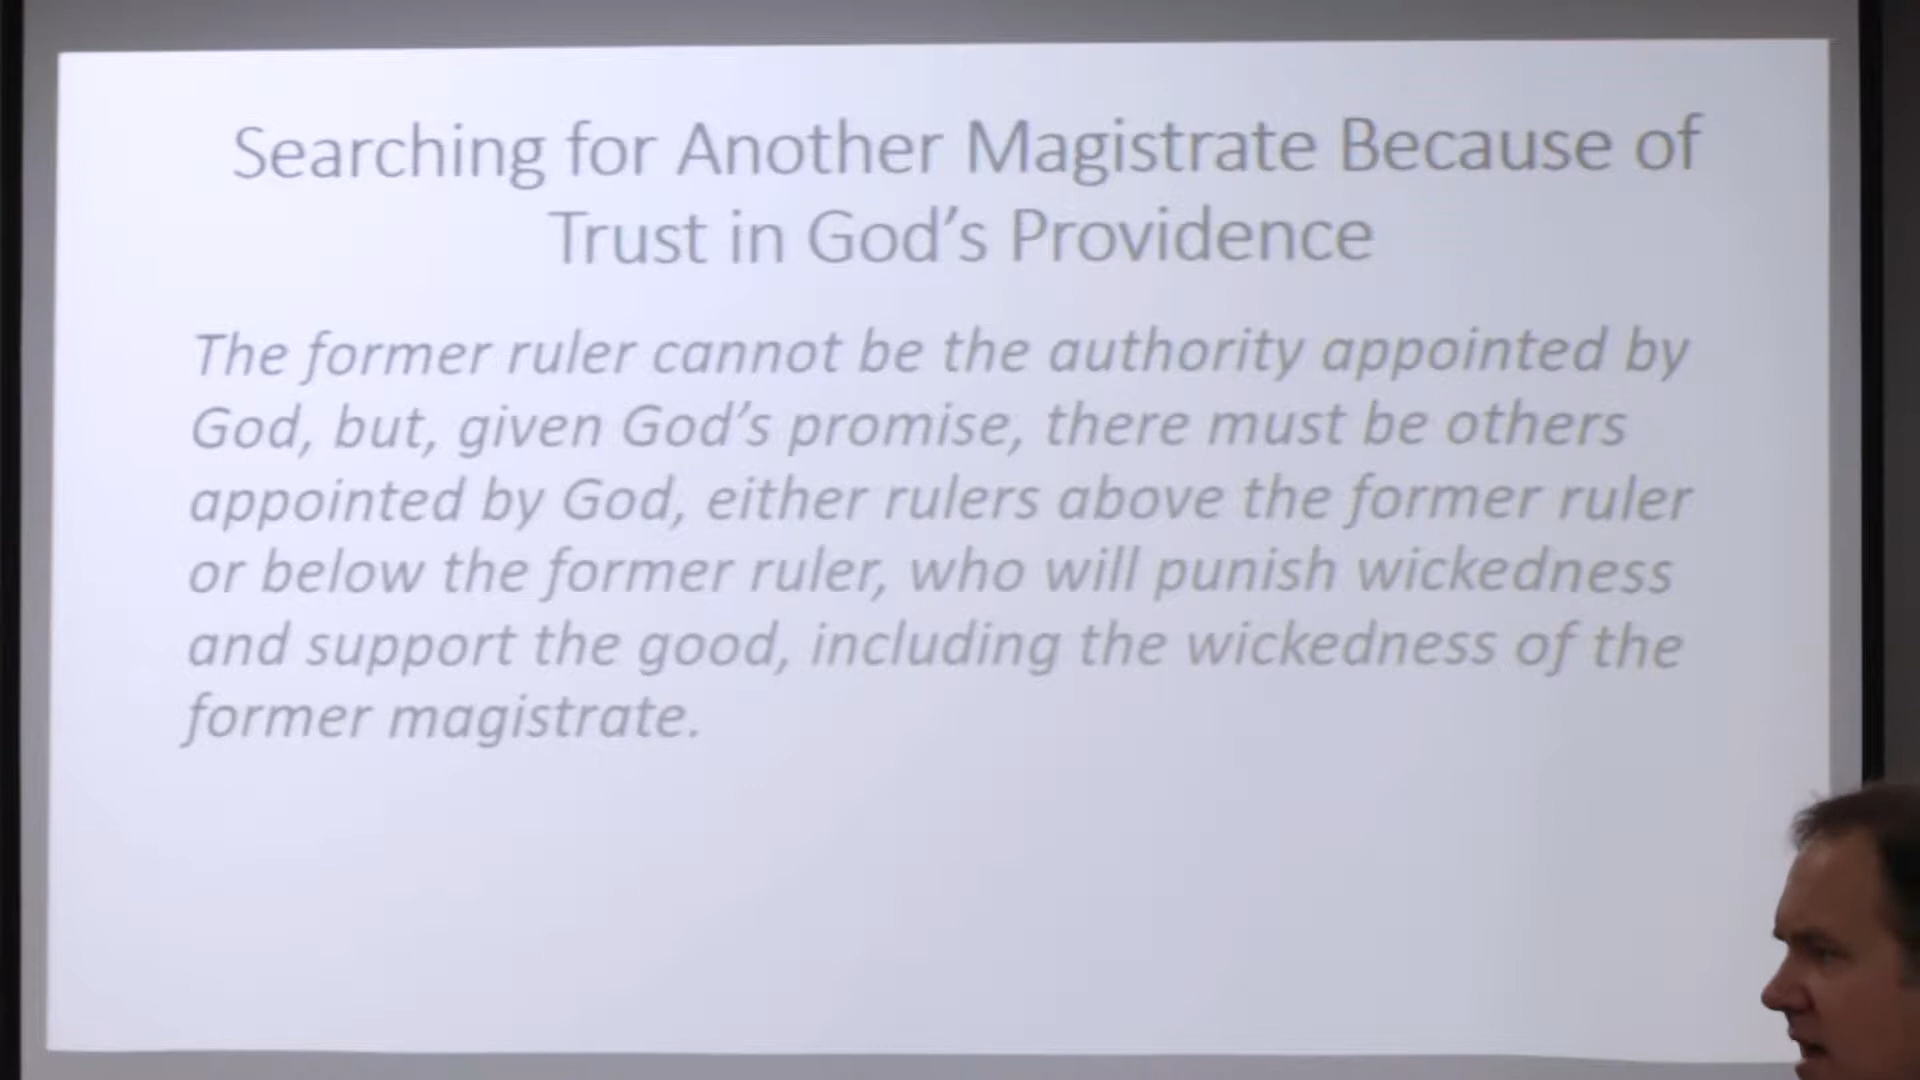 Searching for Another Magistrate Because of
Trust in God’s Providence
The former ruler cannot be the authority appointed by
God, but, given God’s promise, there must be others
appointed by God, either rulers above the former ruler
or below the former ruler, who will punish wickedness
and support the good, including the wickedness of the
former magistrate.